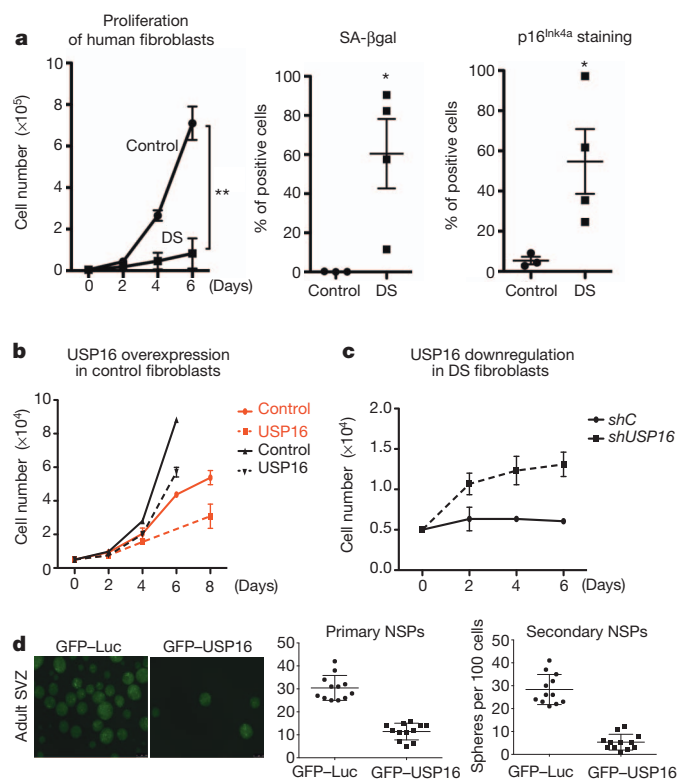 a
Proliferation
of human fibroblasts
Cell number (×10⁵)
10
8
6
4
2
0
Control
DS
**
0 2 4 6 (Days)
SA-βgal
% of positive cells
100
80
60
40
20
0
*
Control DS
p16^Ink4a staining
% of positive cells
100
80
60
40
20
0
*
Control DS
b
USP16 overexpression
in control fibroblasts
Cell number (×10⁴)
10
8
6
4
2
0
0 2 4 6 8 (Days)
Control
USP16
Control
USP16
c
USP16 downregulation
in DS fibroblasts
Cell number (×10⁴)
2.0
1.5
1.0
0.5
0
0 2 4 6 (Days)
shC
shUSP16
d
Adult SVZ
GFP–Luc GFP–USP16
Primary NSPs
50
40
30
20
10
0
GFP–Luc GFP–USP16
Secondary NSPs
Spheres per 100 cells
50
40
30
20
10
0
GFP–Luc GFP–USP16